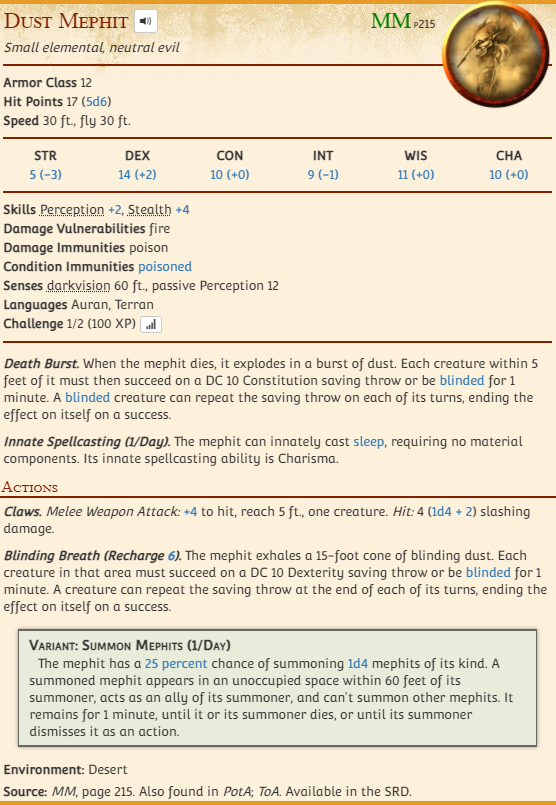 Dust Mephit MM P215
Small elemental, neutral evil
Armor Class 12
Hit Points 17 (5d6)
Speed 30 ft., fly 30 ft.
STR DEX CON INT WIS CHA
5 (−3) 14 (+2) 10 (+0) 9 (−1) 11 (+0) 10 (+0)
Skills Perception +2, Stealth +4
Damage Vulnerabilities fire
Damage Immunities poison
Condition Immunities poisoned
Senses darkvision 60 ft., passive Perception 12
Languages Auran, Terran
Challenge 1/2 (100 XP)
Death Burst. When the mephit dies, it explodes in a burst of dust. Each creature within 5
feet of it must then succeed on a DC 10 Constitution saving throw or be blinded for 1
minute. A blinded creature can repeat the saving throw on each of its turns, ending the
effect on itself on a success.
Innate Spellcasting (1/Day). The mephit can innately cast sleep, requiring no material
components. Its innate spellcasting ability is Charisma.
Actions
Claws. Melee Weapon Attack: +4 to hit, reach 5 ft., one creature. Hit: 4 (1d4 + 2) slashing
damage.
Blinding Breath (Recharge 6). The mephit exhales a 15-foot cone of blinding dust. Each
creature in that area must succeed on a DC 10 Dexterity saving throw or be blinded for 1
minute. A creature can repeat the saving throw at the end of each of its turns, ending the
effect on itself on a success.
Variant: Summon Mephits (1/Day)
The mephit has a 25 percent chance of summoning 1d4 mephits of its kind. A
summoned mephit appears in an unoccupied space within 60 feet of its
summoner, acts as an ally of its summoner, and can't summon other mephits. It
remains for 1 minute, until it or its summoner dies, or until its summoner
dismisses it as an action.
Environment: Desert
Source: MM, page 215. Also found in PotA; ToA. Available in the SRD.